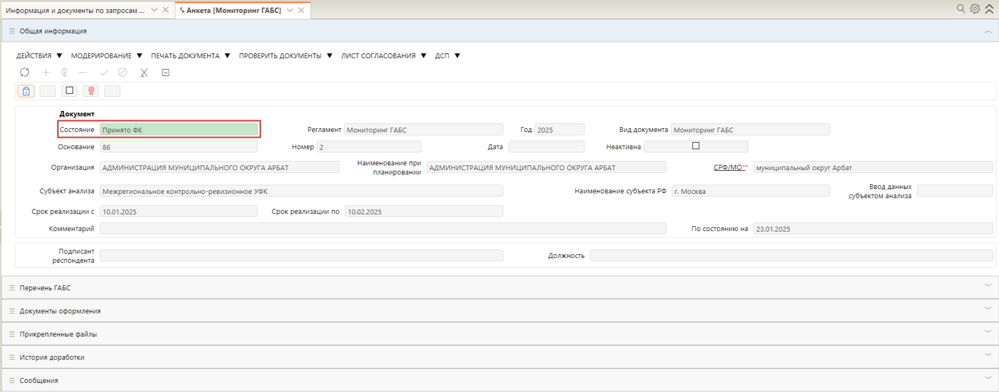 Информация и документы по запросам ...
Анкета [Мониторинг ГАБС]
Общая информация
ДЕЙСТВИЯ ▼ МОДЕРИРОВАНИЕ ▼ ПЕЧАТЬ ДОКУМЕНТА ▼ ПРОВЕРИТЬ ДОКУМЕНТЫ ▼ ЛИСТ СОГЛАСОВАНИЯ ▼ ДСП ▼
Документ
Состояние Принято ФК Регламент Мониторинг ГАБС Год 2025 Вид документа Мониторинг ГАБС
Основание 86 Номер 2 Дата Неактивна
Организация АДМИНИСТРАЦИЯ МУНИЦИПАЛЬНОГО ОКРУГА АРБАТ Наименование при планировании АДМИНИСТРАЦИЯ МУНИЦИПАЛЬНОГО ОКРУГА АРБАТ СРФ/МО** муниципальный округ Арбат
Субъект анализа Межрегиональное контрольно-ревизионное УФК Наименование субъекта РФ г. Москва Ввод данных субъектом анализа
Срок реализации с 10.01.2025 Срок реализации по 10.02.2025
Комментарий По состоянию на 23.01.2025
Подписант респондента Должность
Перечень ГАБС
Документы оформления
Прикрепленные файлы
История доработки
Сообщения